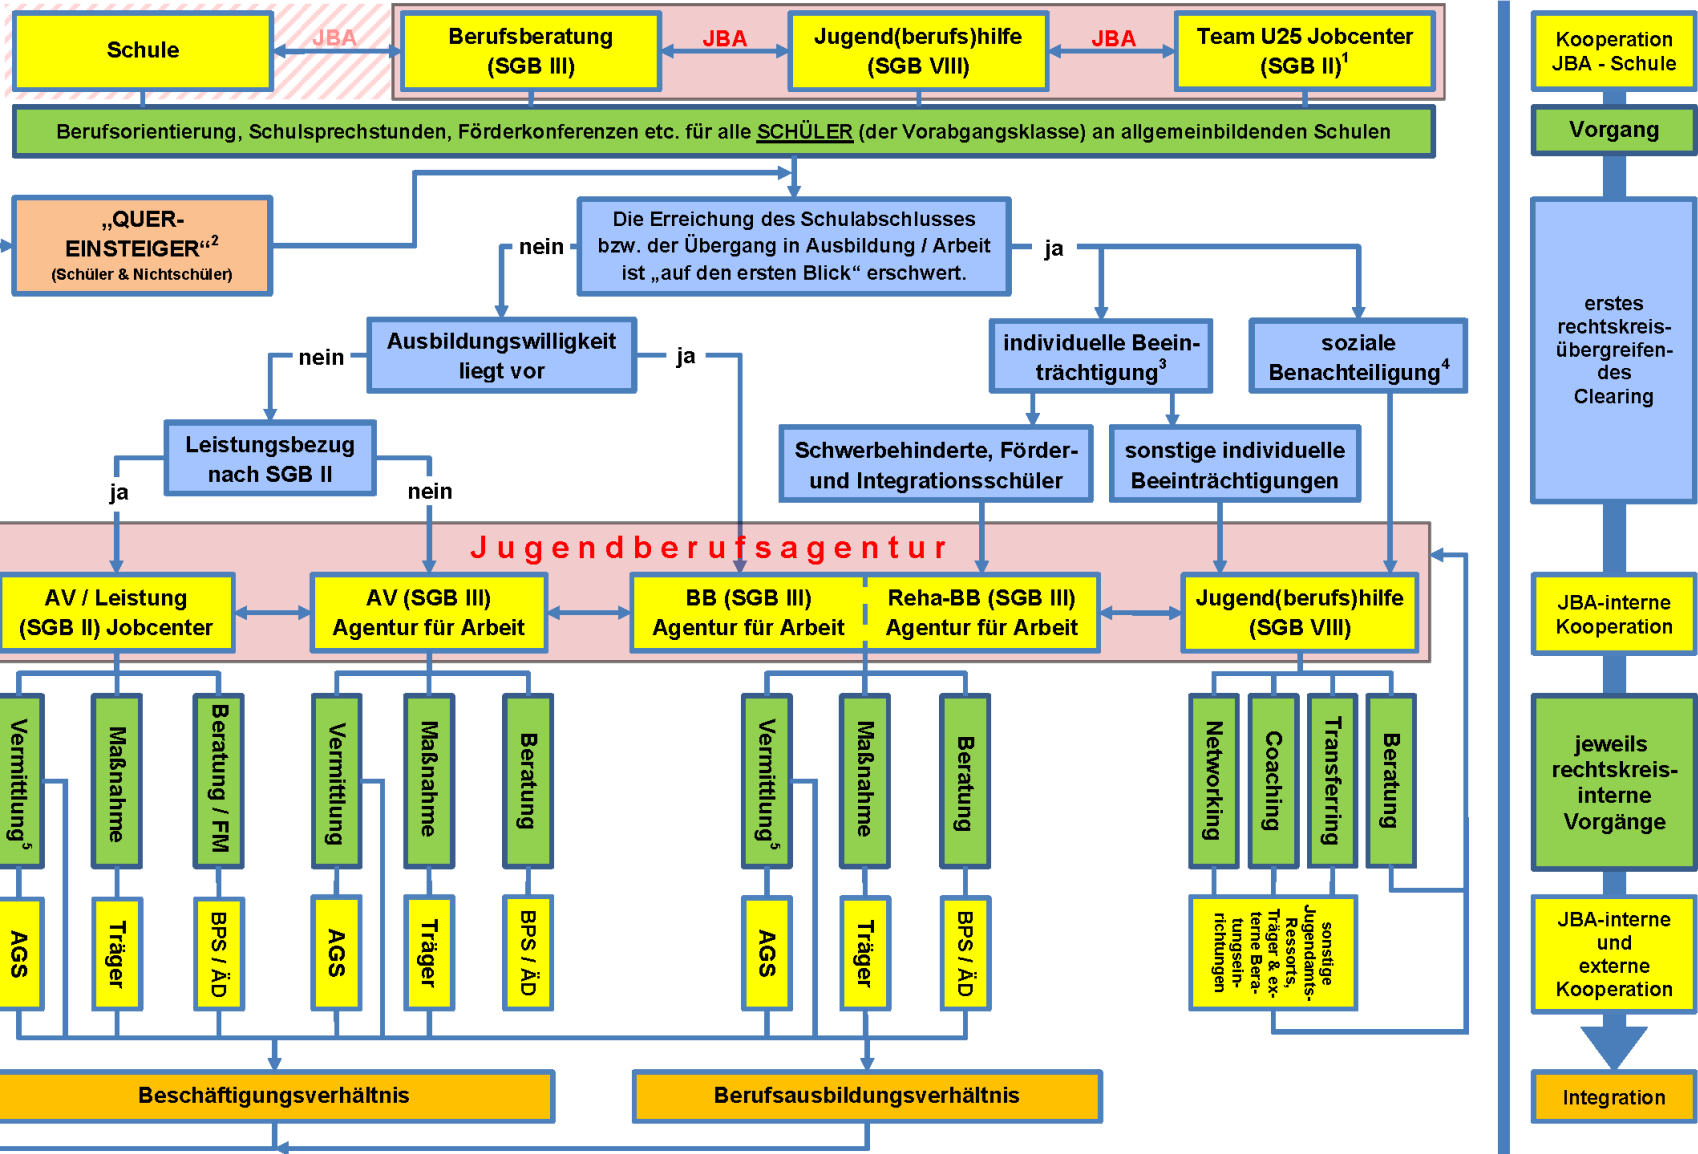 Schule
JBA
Berufsberatung
(SGB III)
JBA
Jugend(berufs)hilfe
(SGB VIII)
JBA
Team U25 Jobcenter
(SGB II)1
Kooperation
JBA - Schule
Berufsorientierung, Schulsprechstunden, Förderkonferenzen etc. für alle SCHÜLER (der Vorabgangsklasse) an allgemeinbildenden Schulen
Vorgang
„QUER-
EINSTEIGER“2
(Schüler & Nichtschüler)
Die Erreichung des Schulabschlusses
bzw. der Übergang in Ausbildung / Arbeit
ist „auf den ersten Blick“ erschwert.
nein
ja
erstes
rechtskreis-
übergreifen-
des
Clearing
Ausbildungswilligkeit
liegt vor
nein
ja
individuelle Beein-
trächtigung3
soziale
Benachteiligung4
Leistungsbezug
nach SGB II
ja
nein
Schwerbehinderte, Förder-
und Integrationsschüler
sonstige individuelle
Beeinträchtigungen
Jugendberufsagentur
AV / Leistung
(SGB II) Jobcenter
AV (SGB III)
Agentur für Arbeit
BB (SGB III)
Agentur für Arbeit
Reha-BB (SGB III)
Agentur für Arbeit
Jugend(berufs)hilfe
(SGB VIII)
JBA-interne
Kooperation
Vermittlung5
Maßnahme
Beratung / FM
Vermittlung
Maßnahme
Beratung
Vermittlung5
Maßnahme
Beratung
Networking
Coaching
Transferring
Beratung
jeweils
rechtskreis-
interne
Vorgänge
AGS
Träger
BPS / ÄD
AGS
Träger
BPS / ÄD
AGS
Träger
BPS / ÄD
sonstige
Jugendamts-
Ressorts,
Träger & ex-
terne Bera-
tungsein-
richtungen
JBA-interne
und
externe
Kooperation
Beschäftigungsverhältnis
Berufsausbildungsverhältnis
Integration